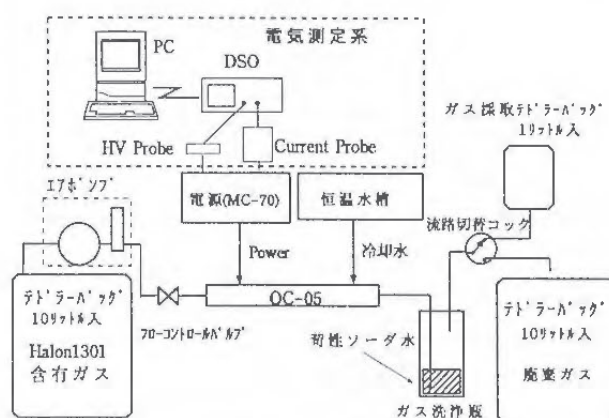 電気測定系
PC
DSO
HV Probe
Current Probe
ガス採取テドラーバッグ
1リットル入
エアポンプ
電源(MC-70)
恒温水槽
流路切替コック
Power
冷却水
テドラーバッグ
10リットル入
Halon1301
含有ガス
フローコントロールバルブ
OC-05
苛性ソーダ水
ガス洗浄瓶
テドラーバッグ
10リットル入
廃棄ガス